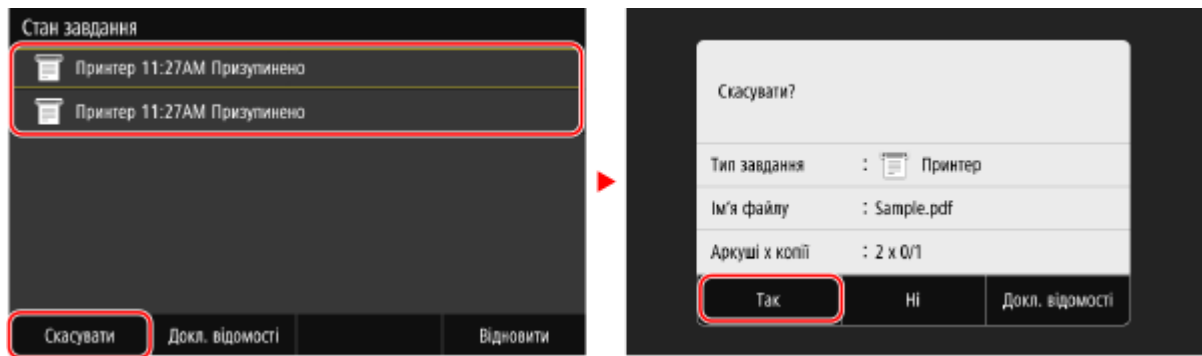 Стан завдання
Принтер 11:27AM Призупинено
Принтер 11:27AM Призупинено
Скасувати Докл. відомості Відновити
Скасувати?
Тип завдання : Принтер
Ім'я файлу : Sample.pdf
Аркуші x копії : 2 x 0/1
Так Ні Докл. відомості